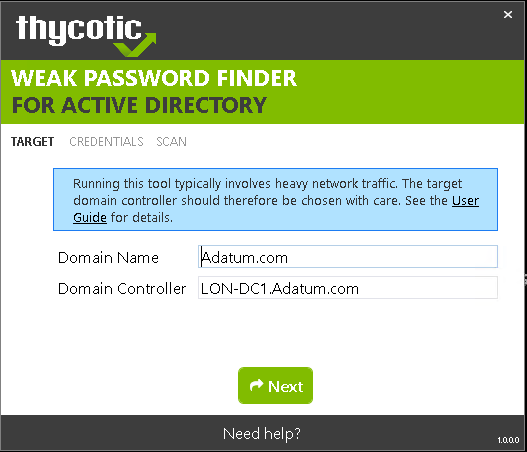 thycotic
WEAK PASSWORD FINDER
FOR ACTIVE DIRECTORY
TARGET CREDENTIALS SCAN
Running this tool typically involves heavy network traffic. The target
domain controller should therefore be chosen with care. See the User
Guide for details.
Domain Name Adatum.com
Domain Controller LON-DC1.Adatum.com
Next
Need help?
1.0.0.0